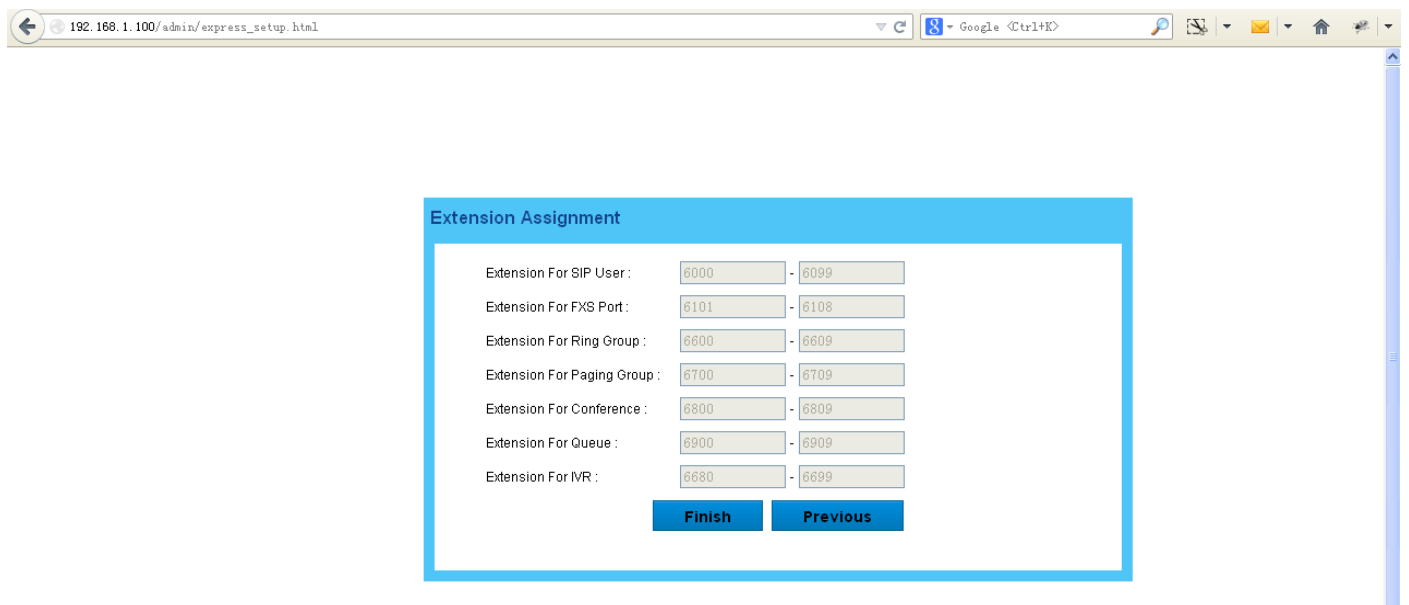 192.168.1.100/admin/express_setup.html
Google <Ctrl+K>
Extension Assignment
Extension For SIP User : 6000 - 6099
Extension For FXS Port : 6101 - 6108
Extension For Ring Group : 6600 - 6609
Extension For Paging Group : 6700 - 6709
Extension For Conference : 6800 - 6809
Extension For Queue : 6900 - 6909
Extension For IVR : 6680 - 6699
Finish Previous